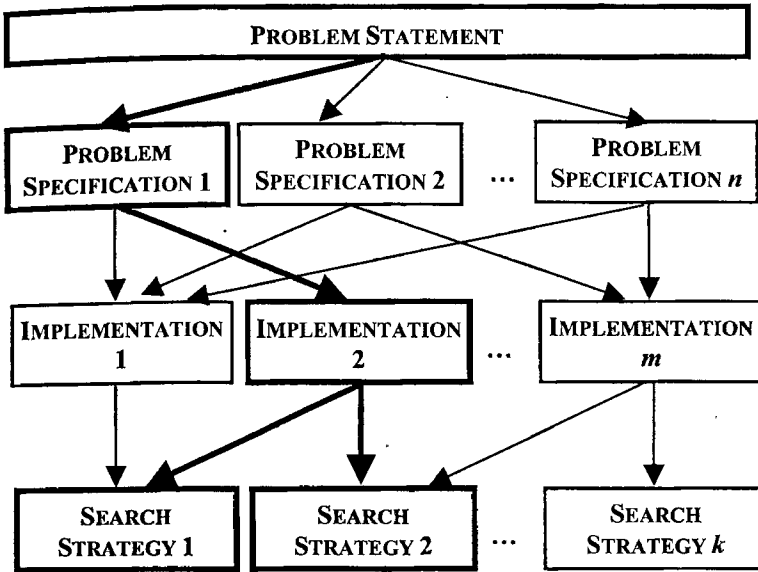 PROBLEM STATEMENT
PROBLEM
SPECIFICATION 1
PROBLEM
SPECIFICATION 2
...
PROBLEM
SPECIFICATION n
IMPLEMENTATION
1
IMPLEMENTATION
2
...
IMPLEMENTATION
m
SEARCH
STRATEGY 1
SEARCH
STRATEGY 2
...
SEARCH
STRATEGY k